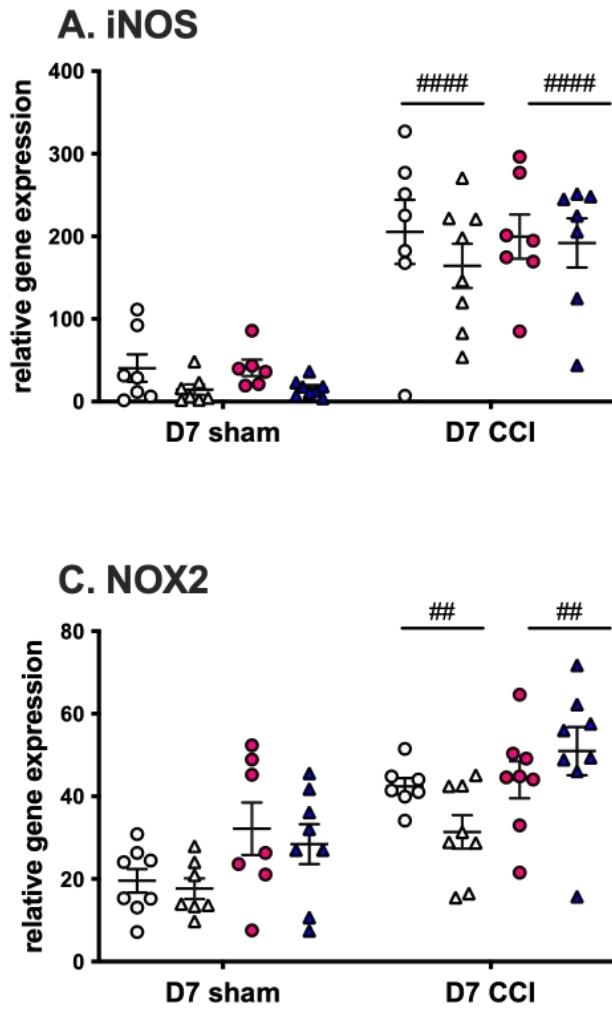 A. iNOS
relative gene expression
400
300
200
100
0
#### ####
D7 sham D7 CCI
C. NOX2
relative gene expression
80
60
40
20
0
## ##
D7 sham D7 CCI